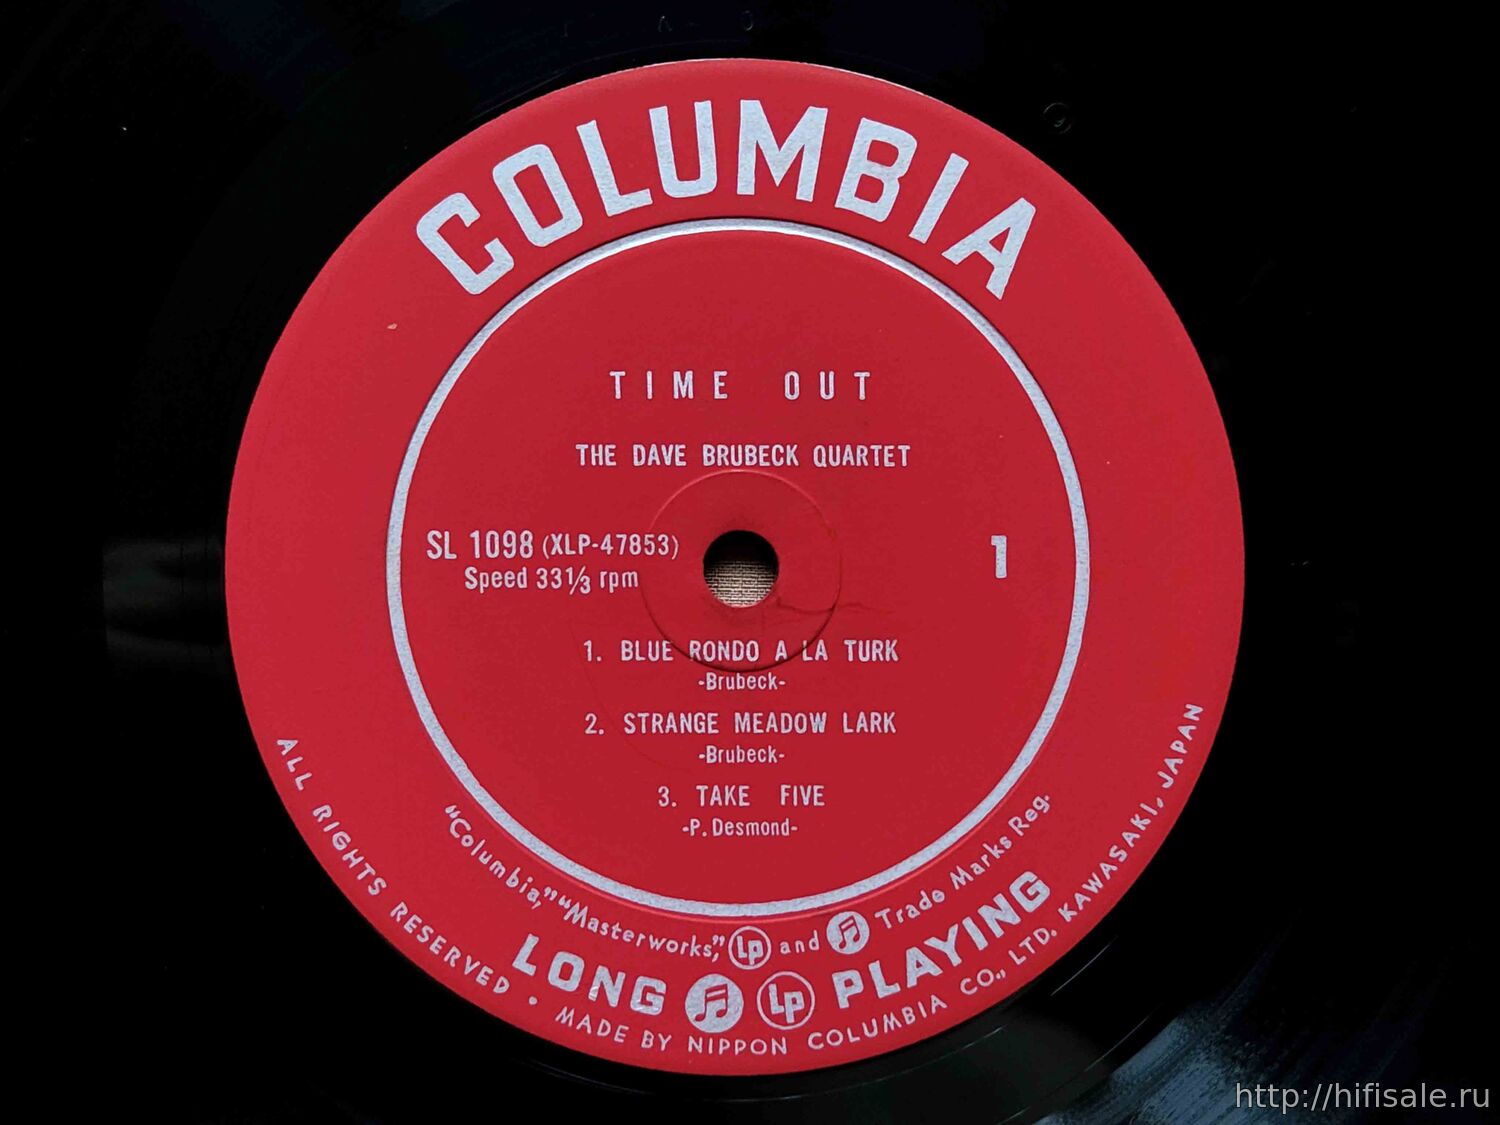 COLUMBIA
TIME OUT
THE DAVE BRUBECK QUARTET
SL 1098 (XLP-47853)
Speed 33⅓ rpm
1
1. BLUE RONDO A LA TURK
-Brubeck-
2. STRANGE MEADOW LARK
-Brubeck-
3. TAKE FIVE
-P. Desmond-
"Columbia," "Masterworks," Lp and Trade Marks Reg.
LONG Lp PLAYING
ALL RIGHTS RESERVED • MADE BY NIPPON COLUMBIA CO., LTD. KAWASAKI, JAPAN
http://hifisale.ru